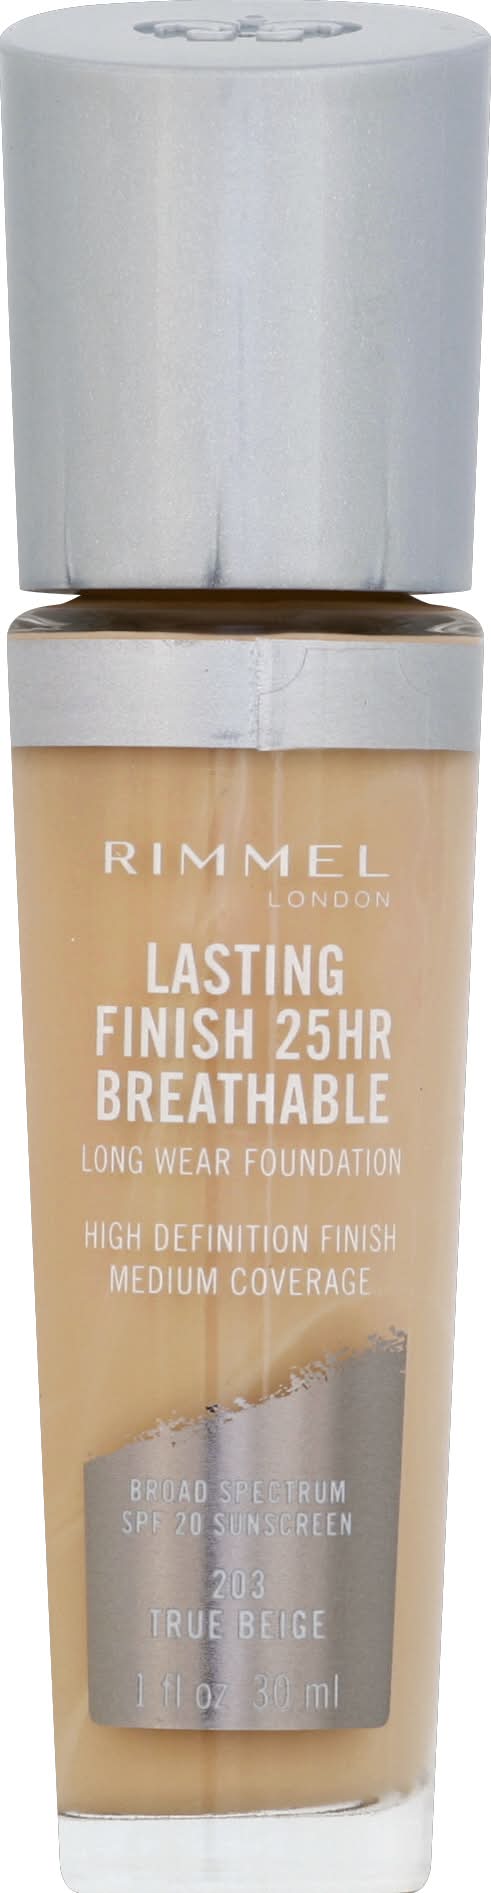 RIMMEL
LONDON
LASTING
FINISH 25HR
BREATHABLE
LONG WEAR FOUNDATION
HIGH DEFINITION FINISH
MEDIUM COVERAGE
BROAD SPECTRUM
SPF 20 SUNSCREEN
203
TRUE BEIGE
1 fl oz 30 ml